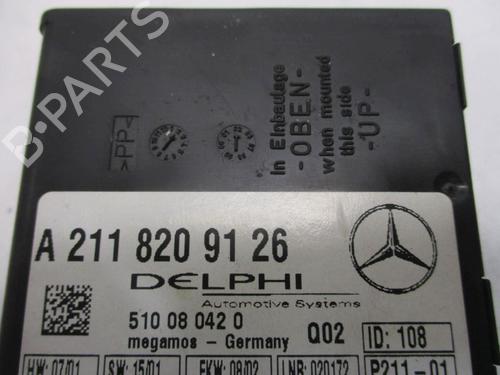 B-PARTS
>PP<
In Einbaulage
-OBEN-
when mounted
this side
-UP-
A 211 820 91 26
DELPHI
Automotive Systems
510 08 042 0
megamos - Germany
Q02
ID: 108
HW: 07/01
SW: 15/01
EKW: 08/02
LNR: 020172
P211-01